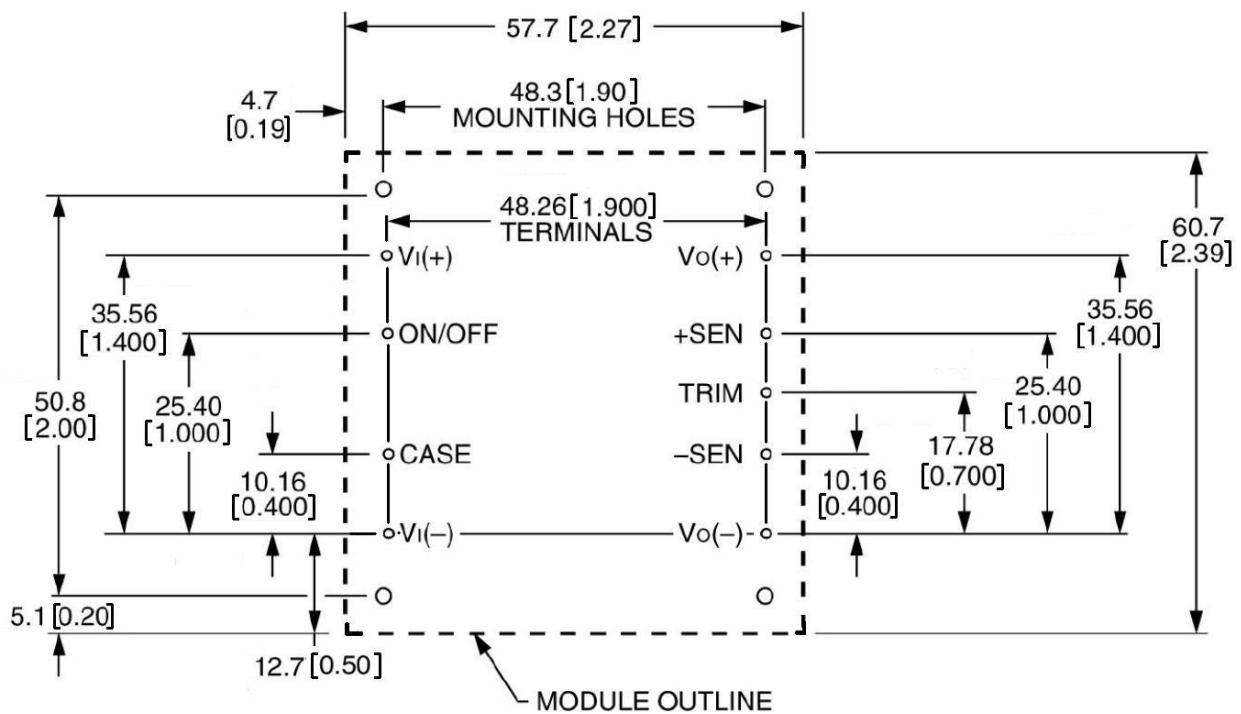 57.7 [2.27]
4.7
[0.19]
48.3[1.90]
MOUNTING HOLES
48.26[1.900]
TERMINALS
60.7
[2.39]
VI(+)
VO(+)
35.56
[1.400]
35.56
[1.400]
ON/OFF
+SEN
50.8
[2.00]
25.40
[1.000]
TRIM
25.40
[1.000]
CASE
–SEN
17.78
[0.700]
10.16
[0.400]
10.16
[0.400]
VI(–)
VO(–)
5.1[0.20]
12.7[0.50]
MODULE OUTLINE